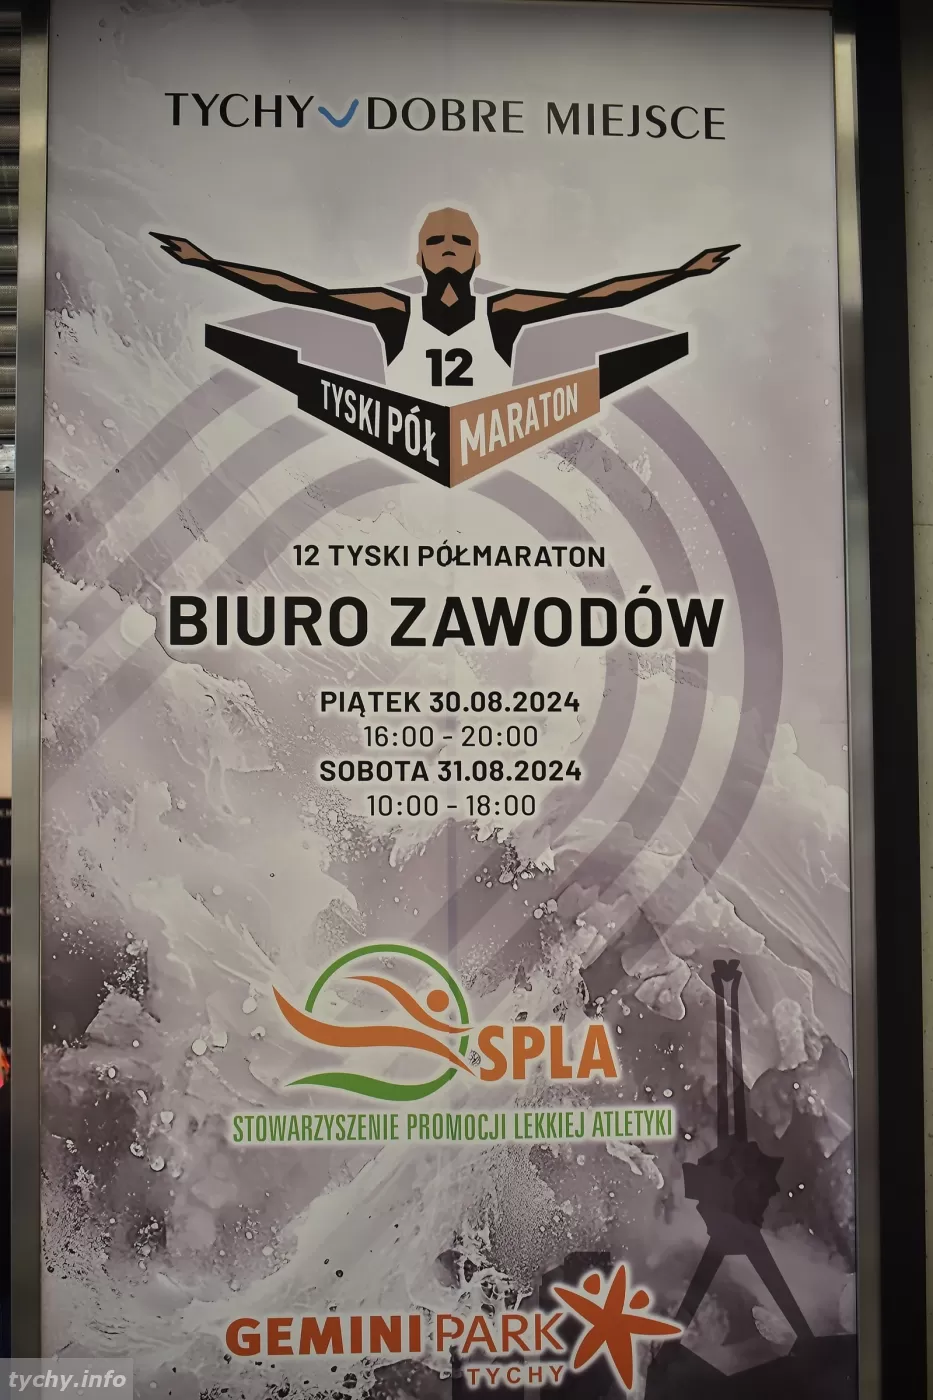 TYCHY DOBRE MIEJSCE
12
TYSKI PÓŁ MARATON
12 TYSKI PÓŁMARATON
BIURO ZAWODÓW
PIĄTEK 30.08.2024
16:00 - 20:00
SOBOTA 31.08.2024
10:00 - 18:00
SPLA
STOWARZYSZENIE PROMOCJI LEKKIEJ ATLETYKI
GEMINI PARK
TYCHY
tychy.info